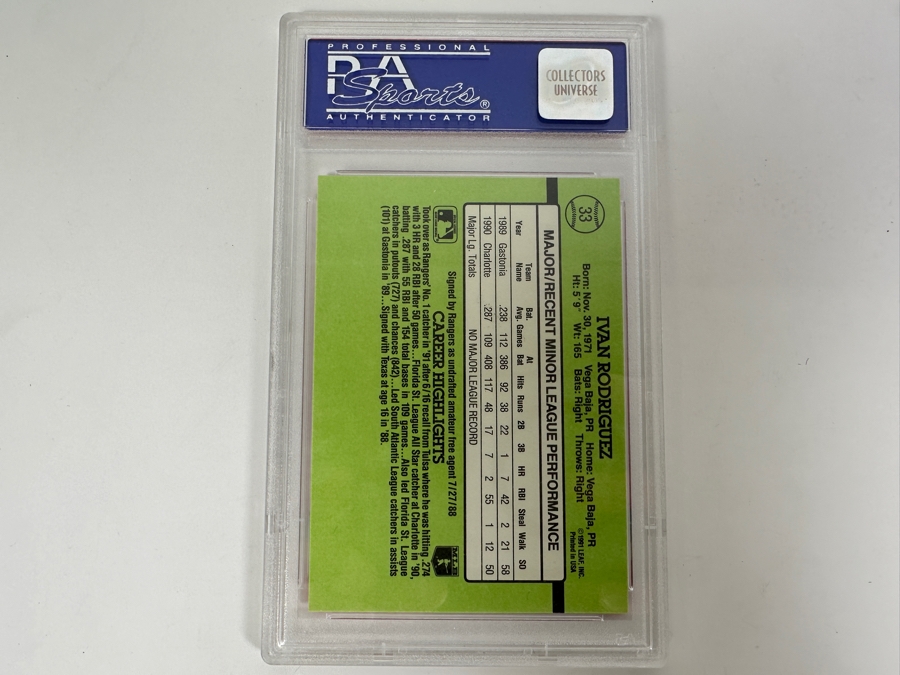 PROFESSIONAL
PSA
Sports®
AUTHENTICATOR
COLLECTORS
UNIVERSE
33
IVAN RODRIGUEZ
Born: Nov. 30, 1971 Vega Baja, PR Home: Vega Baja, PR
Ht: 5' 9" Wt: 165 Bats: Right Throws: Right
©1991 LEAF, INC.
Printed in USA
MAJOR/RECENT MINOR LEAGUE PERFORMANCE
Year Team Name Bat. Avg. Games At Bat Hits Runs 2B 3B HR RBI Steal Walk SO
1989 Gastonia .238 112 386 92 38 22 1 7 42 2 21 58
1990 Charlotte .287 109 408 117 48 17 7 2 55 1 12 50
Major Lg. Totals NO MAJOR LEAGUE RECORD
Signed by Rangers as undrafted amateur free agent 7/27/88
CAREER HIGHLIGHTS
Took over as Rangers' No. 1 catcher in '91 after 6/16 recall from Tulsa where he was hitting .274
with 3 HR and 28 RBI after 50 games...Florida St. League All Star catcher at Charlotte in '90,
batting .287 with 55 RBI and 154 total bases in 109 games...Also led Florida St. League
catchers in putouts (727) and chances (842)...Led South Atlantic League catchers in assists
(101) at Gastonia in '89...Signed with Texas at age 16 in '88.